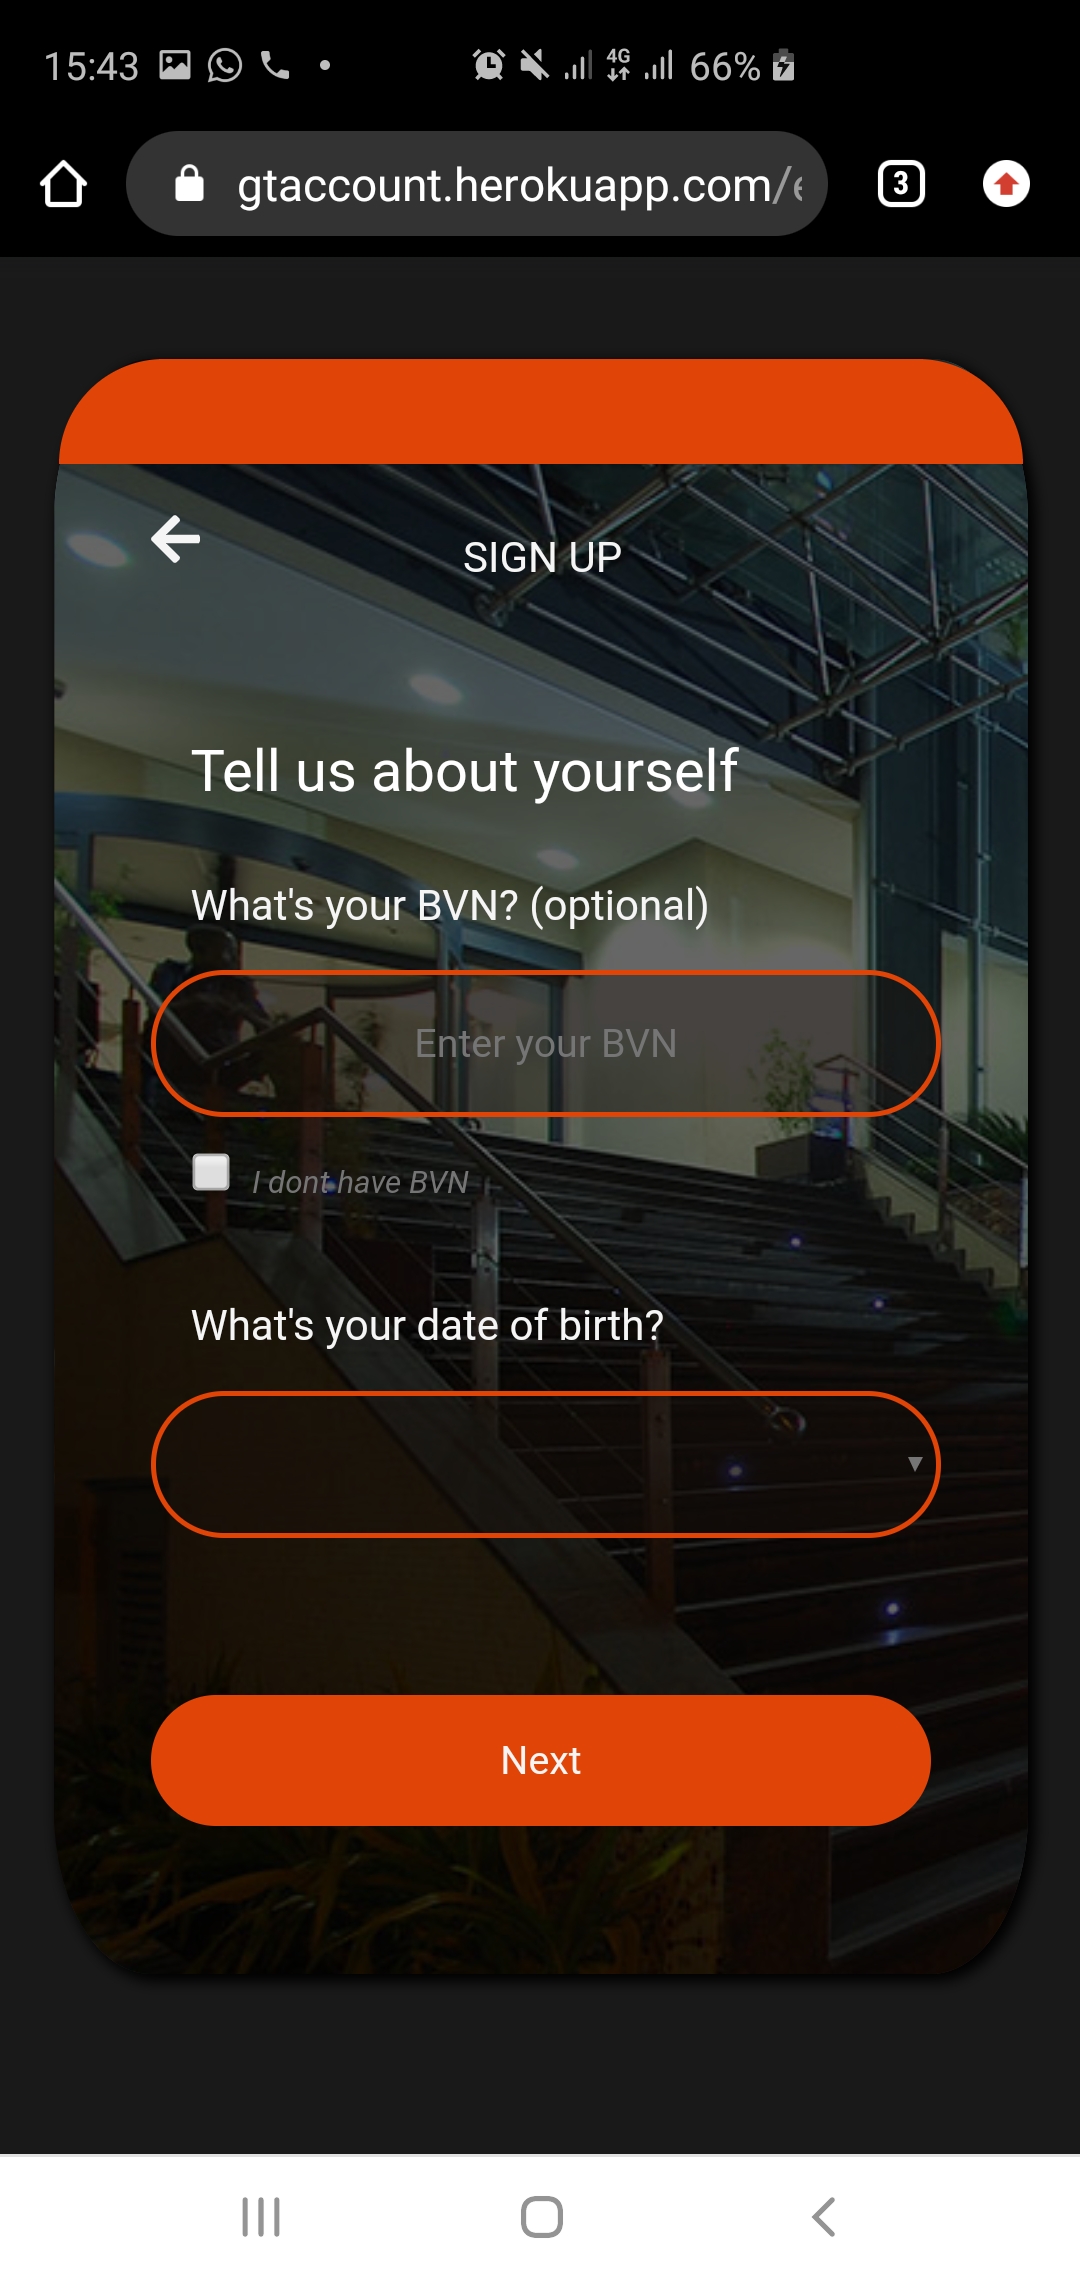 15:43 4G 66%
gtaccount.herokuapp.com/
3
SIGN UP
Tell us about yourself
What's your BVN? (optional)
Enter your BVN
I dont have BVN
What's your date of birth?
Next